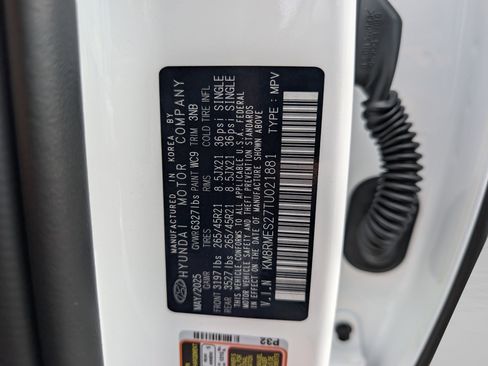 MANUFACTURED IN KOREA BY
HYUNDAI MOTOR COMPANY
MAY/2025 GVWR 6327 lbs PAINT WC9 TRIM 3NB
GAWR TIRES RIMS COLD TIRE INFL
FRONT 3197 lbs 265/45R21 8.5JX21 36psi SINGLE
REAR 3527 lbs 265/45R21 8.5JX21 36psi SINGLE
THIS VEHICLE CONFORMS TO ALL APPLICABLE U.S.A. FEDERAL
MOTOR VEHICLE SAFETY, BUMPER AND THEFT PREVENTION STANDARDS
IN EFFECT ON THE DATE OF MANUFACTURE SHOWN ABOVE
V.I.N KM8RMES27TU021881 TYPE : MPV
P32